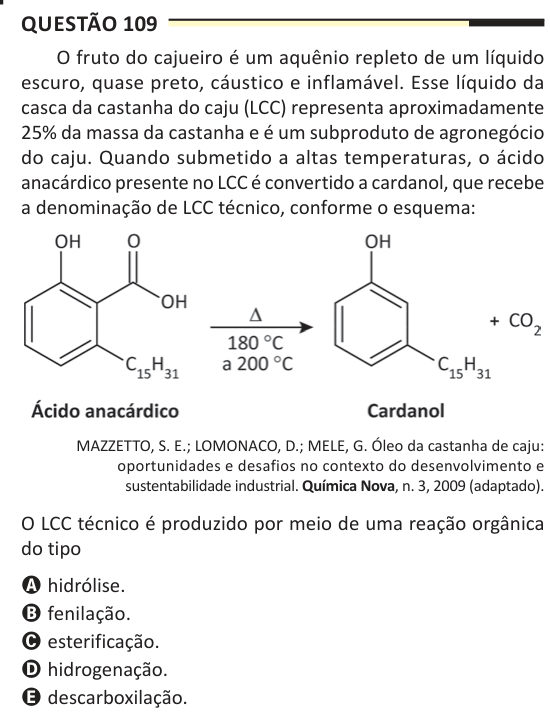 QUESTÃO 109
O fruto do cajueiro é um aquênio repleto de um líquido
escuro, quase preto, cáustico e inflamável. Esse líquido da
casca da castanha do caju (LCC) representa aproximadamente
25% da massa da castanha e é um subproduto de agronegócio
do caju. Quando submetido a altas temperaturas, o ácido
anacárdico presente no LCC é convertido a cardanol, que recebe
a denominação de LCC técnico, conforme o esquema:
OH O OH
OH C₁₅H₃₁
Δ
180 °C
a 200 °C
C₁₅H₃₁ + CO₂
Ácido anacárdico Cardanol
MAZZETTO, S. E.; LOMONACO, D.; MELE, G. Óleo da castanha de caju:
oportunidades e desafios no contexto do desenvolvimento e
sustentabilidade industrial. Química Nova, n. 3, 2009 (adaptado).
O LCC técnico é produzido por meio de uma reação orgânica
do tipo
A hidrólise.
B fenilação.
C esterificação.
D hidrogenação.
E descarboxilação.